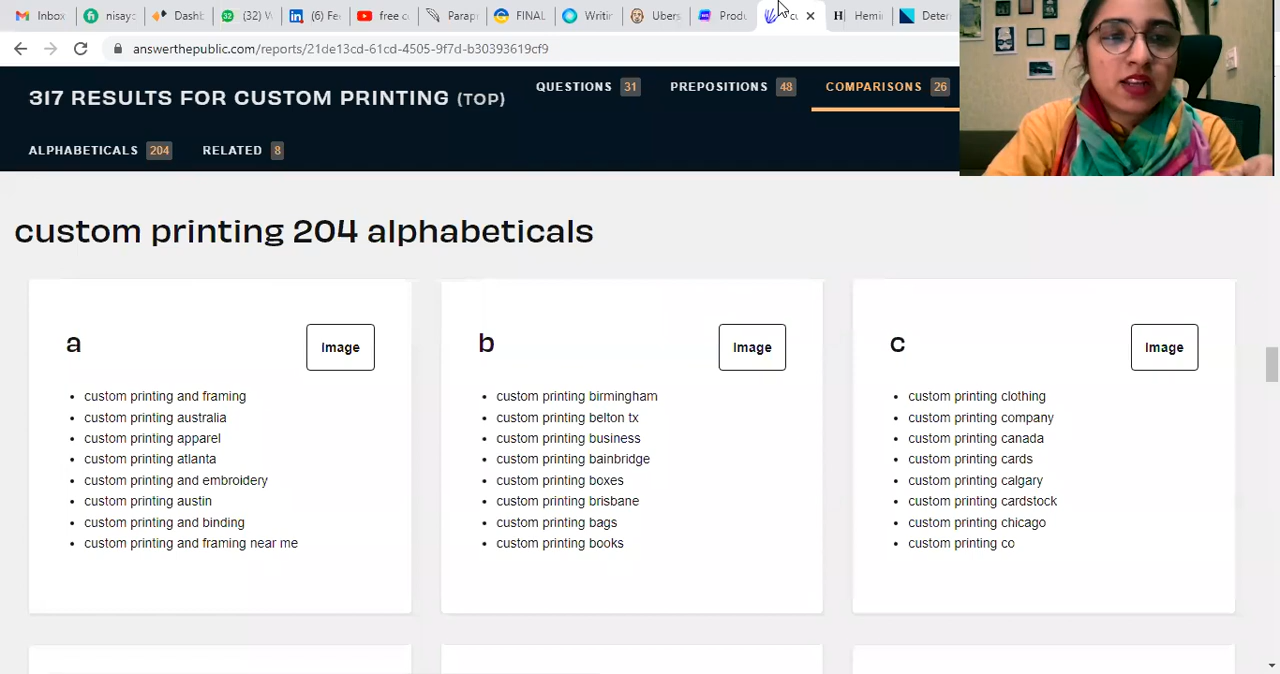 Inbox
nisayc
Dashb
(32) W
(6) Fe
free c
Parap
FINAL
Writin
Ubers
Produ
Hemin
Deter
answerthepublic.com/reports/21de13cd-61cd-4505-9f7d-b30393619cf9
317 RESULTS FOR CUSTOM PRINTING (TOP)
QUESTIONS 31
PREPOSITIONS 48
COMPARISONS 26
ALPHABETICALS 204
RELATED 8
custom printing 204 alphabeticals
a
Image
custom printing and framing
custom printing australia
custom printing apparel
custom printing atlanta
custom printing and embroidery
custom printing austin
custom printing and binding
custom printing and framing near me
b
Image
custom printing birmingham
custom printing belton tx
custom printing business
custom printing bainbridge
custom printing boxes
custom printing brisbane
custom printing bags
custom printing books
c
Image
custom printing clothing
custom printing company
custom printing canada
custom printing cards
custom printing calgary
custom printing cardstock
custom printing chicago
custom printing co